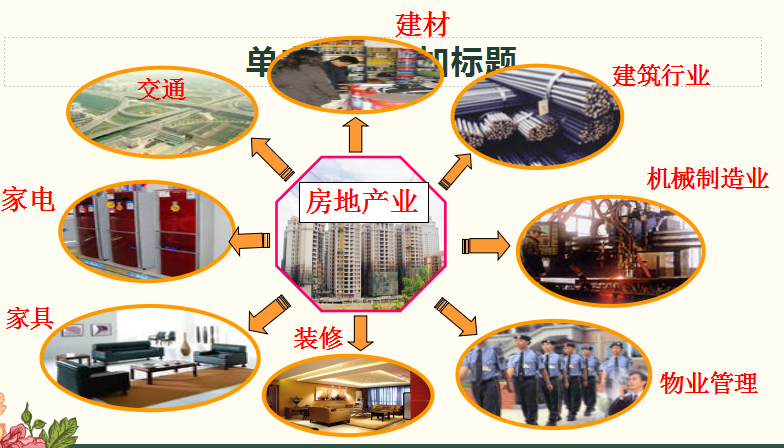 建材
单 加标题
交通
建筑行业
机械制造业
家电
房地产业
家具
装修
物业管理